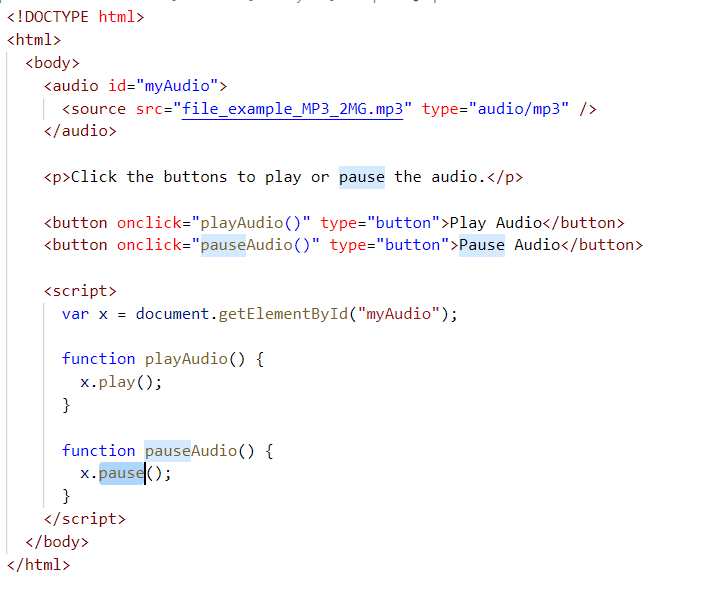 <!DOCTYPE html>
<html>
<body>
<audio id="myAudio">
<source src="file_example_MP3_2MG.mp3" type="audio/mp3" />
</audio>
<p>Click the buttons to play or pause the audio.</p>
<button onclick="playAudio()" type="button">Play Audio</button>
<button onclick="pauseAudio()" type="button">Pause Audio</button>
<script>
var x = document.getElementById("myAudio");
function playAudio() {
x.play();
}
function pauseAudio() {
x.pause();
}
</script>
</body>
</html>